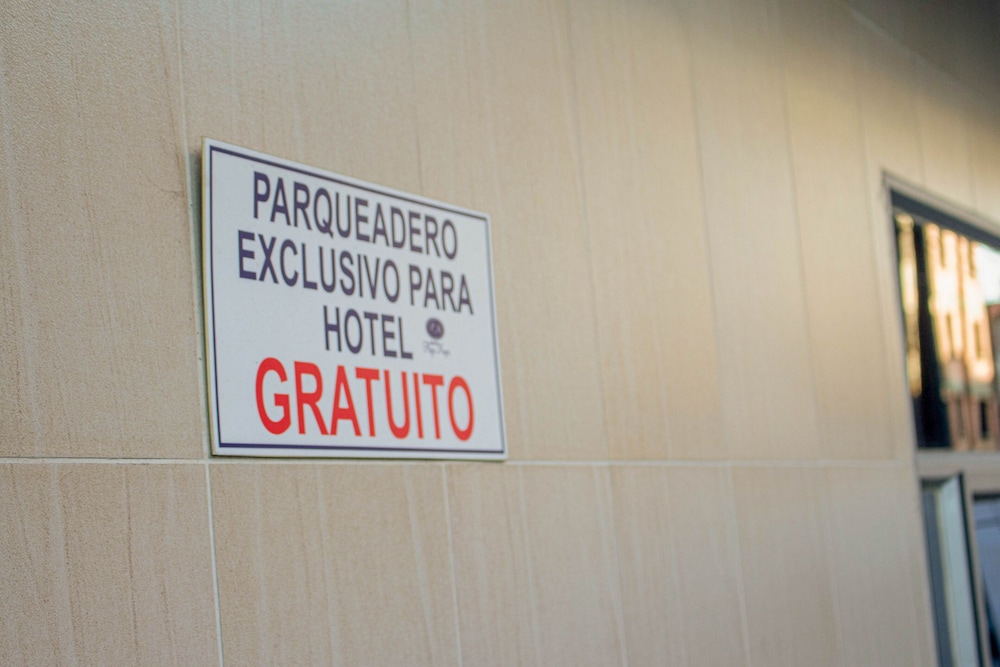 PARQUEADERO
EXCLUSIVO PARA
HOTEL
GRATUITO